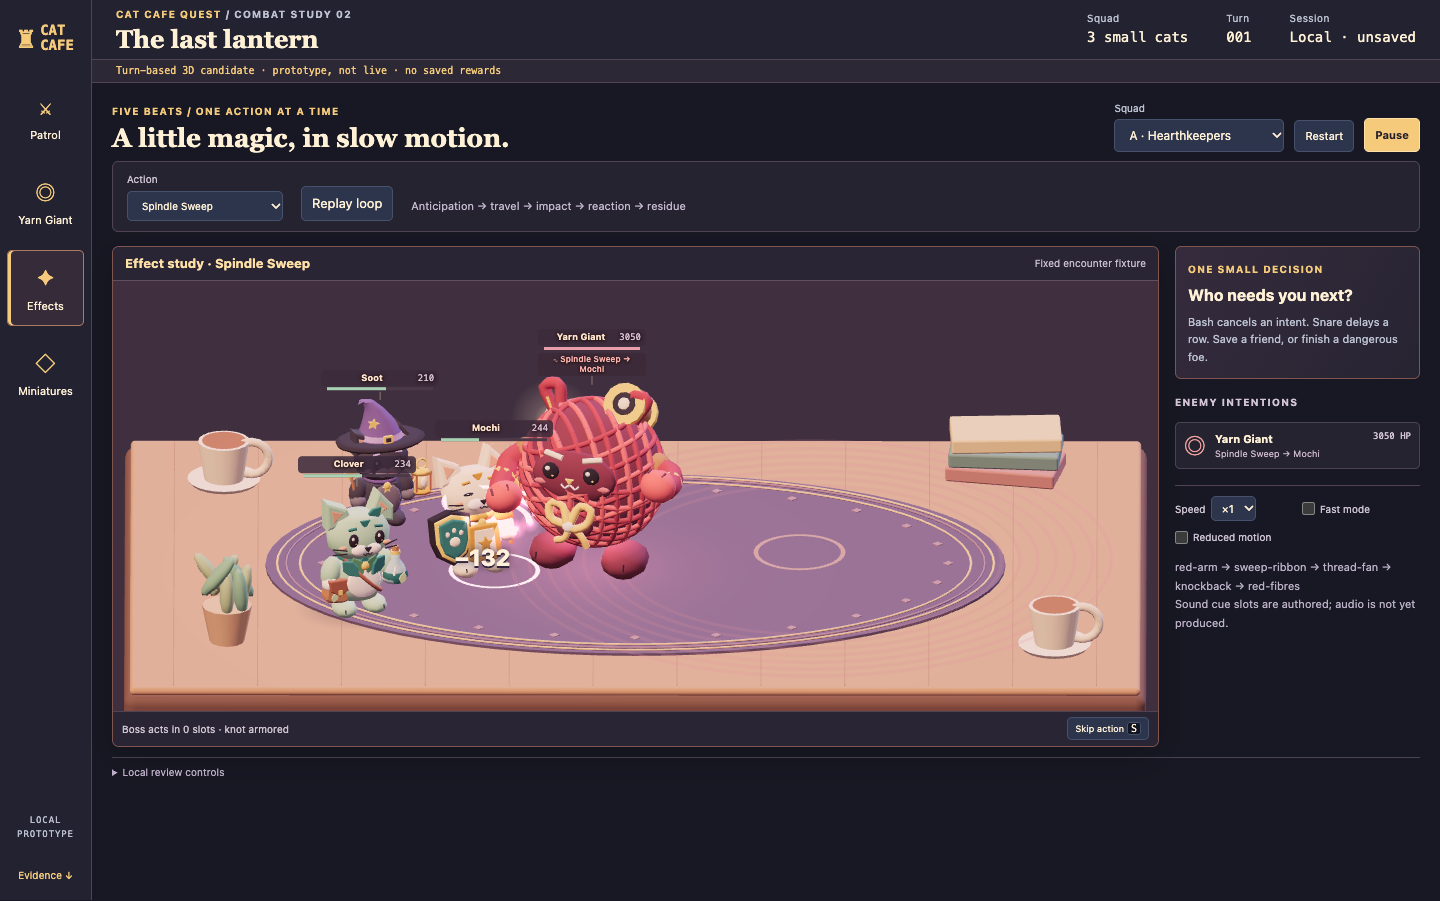 CAT
CAFE
CAT CAFE QUEST / COMBAT STUDY 02
The last lantern
Squad
3 small cats
Turn
001
Session
Local · unsaved
Turn-based 3D candidate · prototype, not live · no saved rewards
Patrol
Yarn Giant
Effects
Miniatures
LOCAL
PROTOTYPE
Evidence ↓
FIVE BEATS / ONE ACTION AT A TIME
A little magic, in slow motion.
Squad
A · Hearthkeepers
Restart
Pause
Action
Spindle Sweep
Replay loop
Anticipation → travel → impact → reaction → residue
Effect study · Spindle Sweep
Fixed encounter fixture
Yarn Giant 3050
Spindle Sweep →
Mochi
Soot 210
Mochi 244
Clover 234
−132
Boss acts in 0 slots · knot armored
Skip action S
ONE SMALL DECISION
Who needs you next?
Bash cancels an intent. Snare delays a
row. Save a friend, or finish a dangerous
foe.
ENEMY INTENTIONS
Yarn Giant
3050 HP
Spindle Sweep → Mochi
Speed
×1
Fast mode
Reduced motion
red-arm → sweep-ribbon → thread-fan →
knockback → red-fibres
Sound cue slots are authored; audio is not yet
produced.
Local review controls